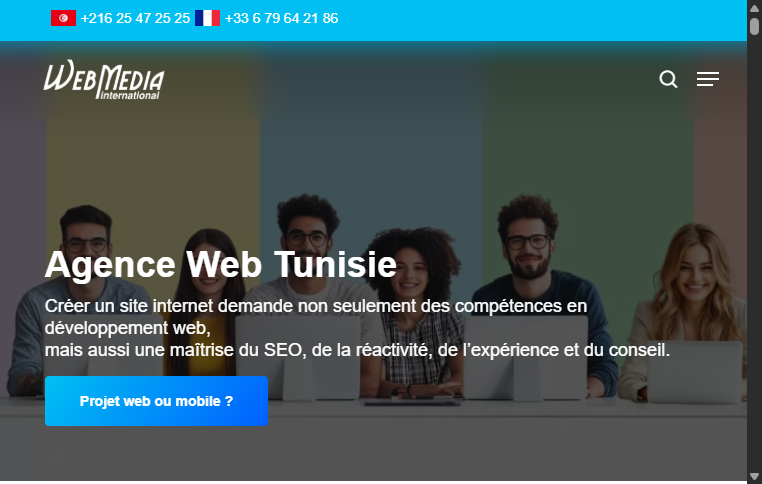 +216 25 47 25 25 +33 6 79 64 21 86
WEBMEDIA
International
Agence Web Tunisie
Créer un site internet demande non seulement des compétences en
développement web,
mais aussi une maîtrise du SEO, de la réactivité, de l’expérience et du conseil.
Projet web ou mobile ?